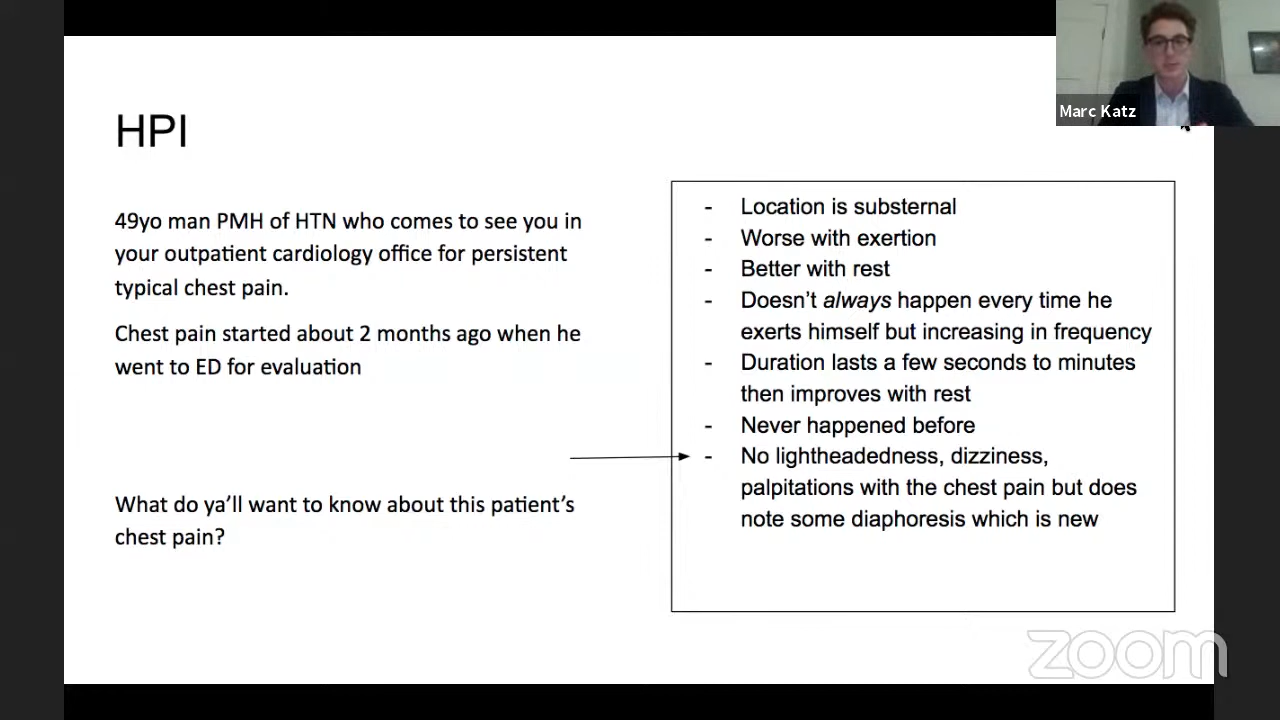 Marc Katz
HPI
49yo man PMH of HTN who comes to see you in
your outpatient cardiology office for persistent
typical chest pain.
Chest pain started about 2 months ago when he
went to ED for evaluation
What do ya'll want to know about this patient's
chest pain?
- Location is substernal
- Worse with exertion
- Better with rest
- Doesn't always happen every time he
exerts himself but increasing in frequency
- Duration lasts a few seconds to minutes
then improves with rest
- Never happened before
- No lightheadedness, dizziness,
palpitations with the chest pain but does
note some diaphoresis which is new
zoom